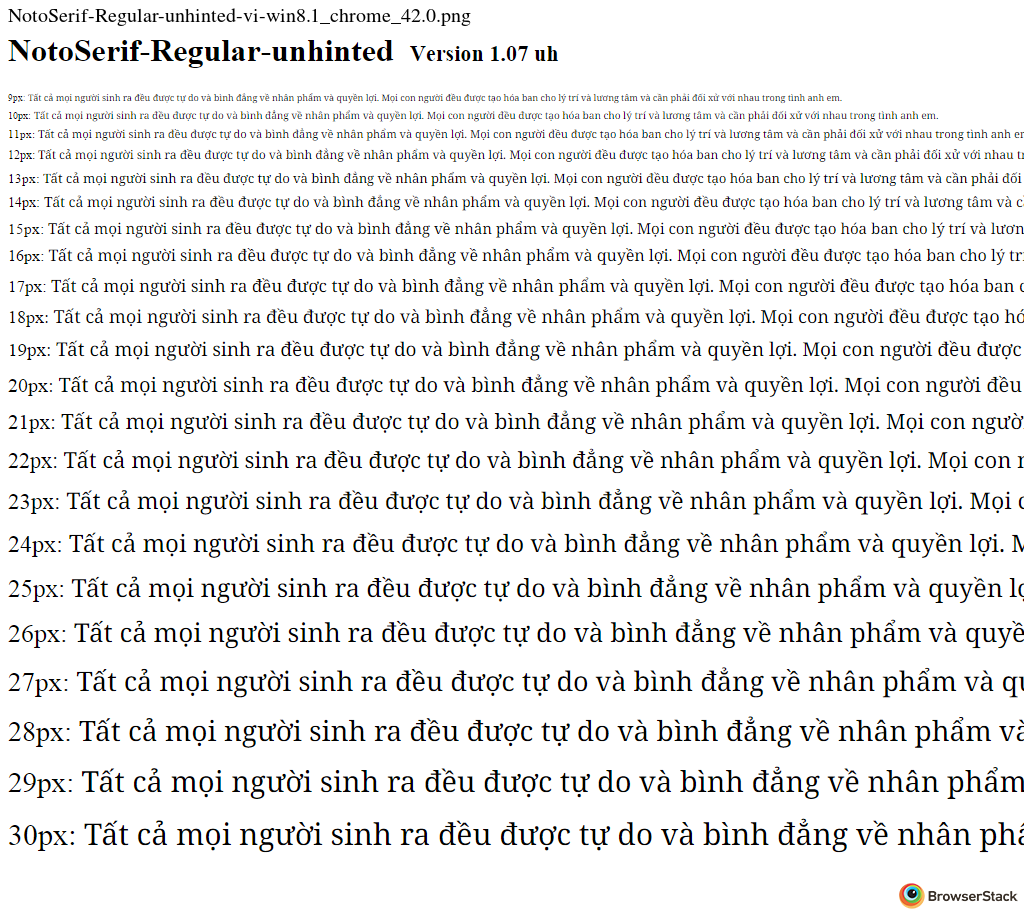 NotoSerif-Regular-unhinted-vi-win8.1_chrome_42.0.png
NotoSerif-Regular-unhinted Version 1.07 uh
9px: Tất cả mọi người sinh ra đều được tự do và bình đẳng về nhân phẩm và quyền lợi. Mọi con người đều được tạo hóa ban cho lý trí và lương tâm và cần phải đối xử với nhau trong tình anh em.
10px: Tất cả mọi người sinh ra đều được tự do và bình đẳng về nhân phẩm và quyền lợi. Mọi con người đều được tạo hóa ban cho lý trí và lương tâm và cần phải đối xử với nhau trong tình anh em.
11px: Tất cả mọi người sinh ra đều được tự do và bình đẳng về nhân phẩm và quyền lợi. Mọi con người đều được tạo hóa ban cho lý trí và lương tâm và cần phải đối xử với nhau trong tình anh em
12px: Tất cả mọi người sinh ra đều được tự do và bình đẳng về nhân phẩm và quyền lợi. Mọi con người đều được tạo hóa ban cho lý trí và lương tâm và cần phải đối xử với nhau t
13px: Tất cả mọi người sinh ra đều được tự do và bình đẳng về nhân phẩm và quyền lợi. Mọi con người đều được tạo hóa ban cho lý trí và lương tâm và cần phải đối
14px: Tất cả mọi người sinh ra đều được tự do và bình đẳng về nhân phẩm và quyền lợi. Mọi con người đều được tạo hóa ban cho lý trí và lương tâm và c
15px: Tất cả mọi người sinh ra đều được tự do và bình đẳng về nhân phẩm và quyền lợi. Mọi con người đều được tạo hóa ban cho lý trí và lươn
16px: Tất cả mọi người sinh ra đều được tự do và bình đẳng về nhân phẩm và quyền lợi. Mọi con người đều được tạo hóa ban cho lý tr
17px: Tất cả mọi người sinh ra đều được tự do và bình đẳng về nhân phẩm và quyền lợi. Mọi con người đều được tạo hóa ban c
18px: Tất cả mọi người sinh ra đều được tự do và bình đẳng về nhân phẩm và quyền lợi. Mọi con người đều được tạo hó
19px: Tất cả mọi người sinh ra đều được tự do và bình đẳng về nhân phẩm và quyền lợi. Mọi con người đều được
20px: Tất cả mọi người sinh ra đều được tự do và bình đẳng về nhân phẩm và quyền lợi. Mọi con người đều
21px: Tất cả mọi người sinh ra đều được tự do và bình đẳng về nhân phẩm và quyền lợi. Mọi con ngườ
22px: Tất cả mọi người sinh ra đều được tự do và bình đẳng về nhân phẩm và quyền lợi. Mọi con
23px: Tất cả mọi người sinh ra đều được tự do và bình đẳng về nhân phẩm và quyền lợi. Mọi c
24px: Tất cả mọi người sinh ra đều được tự do và bình đẳng về nhân phẩm và quyền lợi. M
25px: Tất cả mọi người sinh ra đều được tự do và bình đẳng về nhân phẩm và quyền lợ
26px: Tất cả mọi người sinh ra đều được tự do và bình đẳng về nhân phẩm và quyề
27px: Tất cả mọi người sinh ra đều được tự do và bình đẳng về nhân phẩm và qu
28px: Tất cả mọi người sinh ra đều được tự do và bình đẳng về nhân phẩm và
29px: Tất cả mọi người sinh ra đều được tự do và bình đẳng về nhân phẩm
30px: Tất cả mọi người sinh ra đều được tự do và bình đẳng về nhân phẩ
BrowserStack